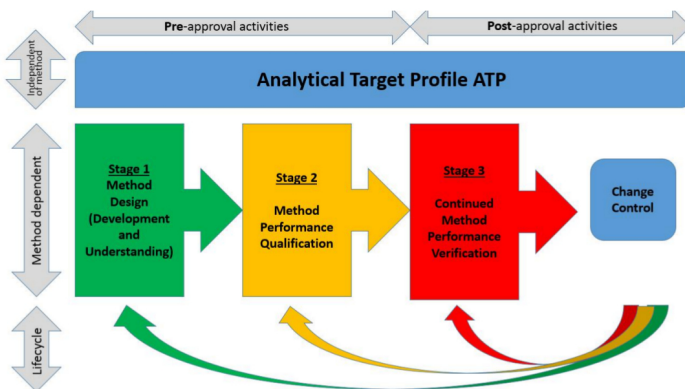 Pre-approval activities
Post-approval activities
Independent
of method
Analytical Target Profile ATP
Method dependent
Stage 1
Method
Design
(Development
and
Understanding)
Stage 2
Method
Performance
Qualification
Stage 3
Continued
Method
Performance
Verification
Change
Control
Lifecycle